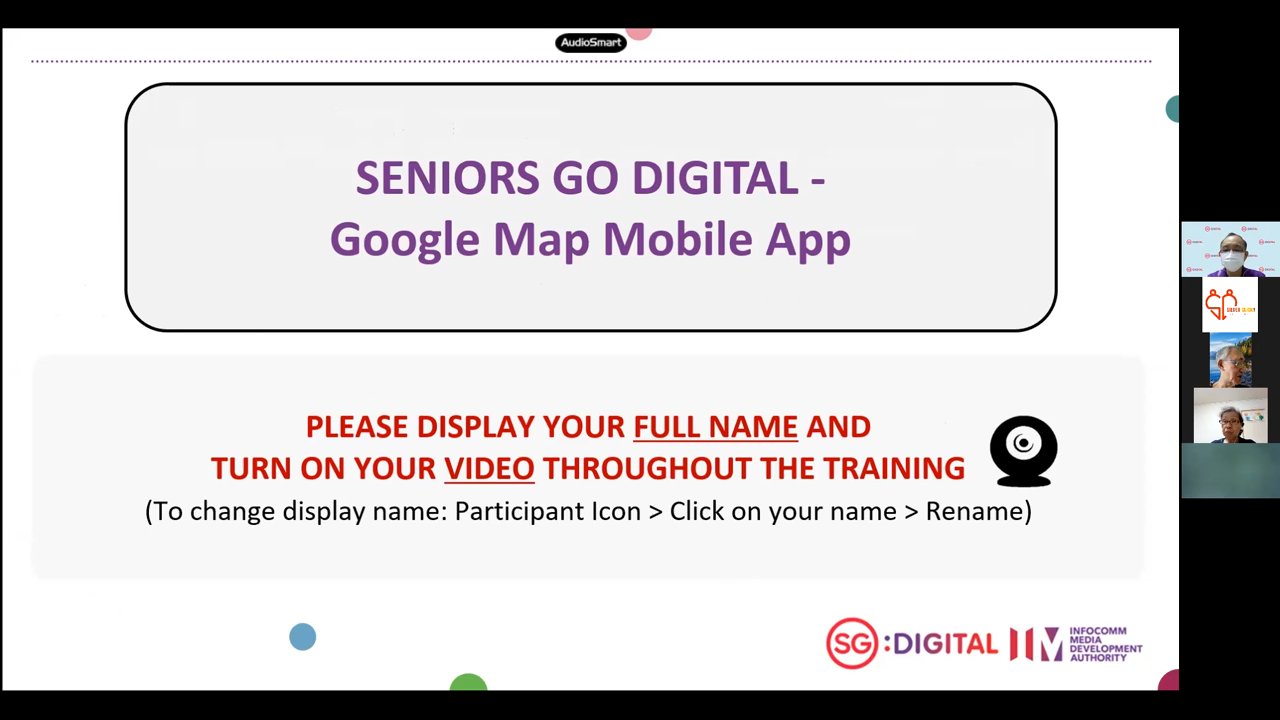 AudioSmart
SENIORS GO DIGITAL -
Google Map Mobile App
PLEASE DISPLAY YOUR FULL NAME AND
TURN ON YOUR VIDEO THROUGHOUT THE TRAINING
(To change display name: Participant Icon > Click on your name > Rename)
SG:DIGITAL
INFOCOMM
MEDIA
DEVELOPMENT
AUTHORITY